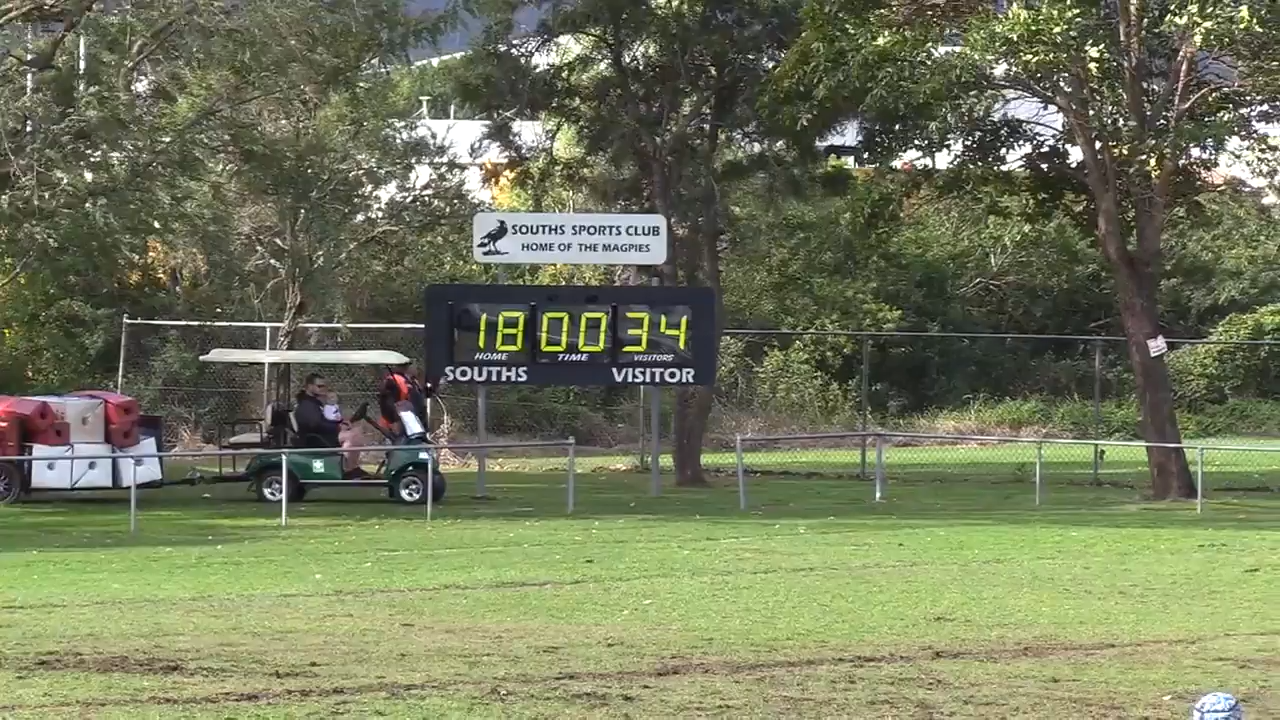 SOUTHS SPORTS CLUB
HOME OF THE MAGPIES
18 00 34
HOME TIME VISITORS
SOUTHS VISITOR